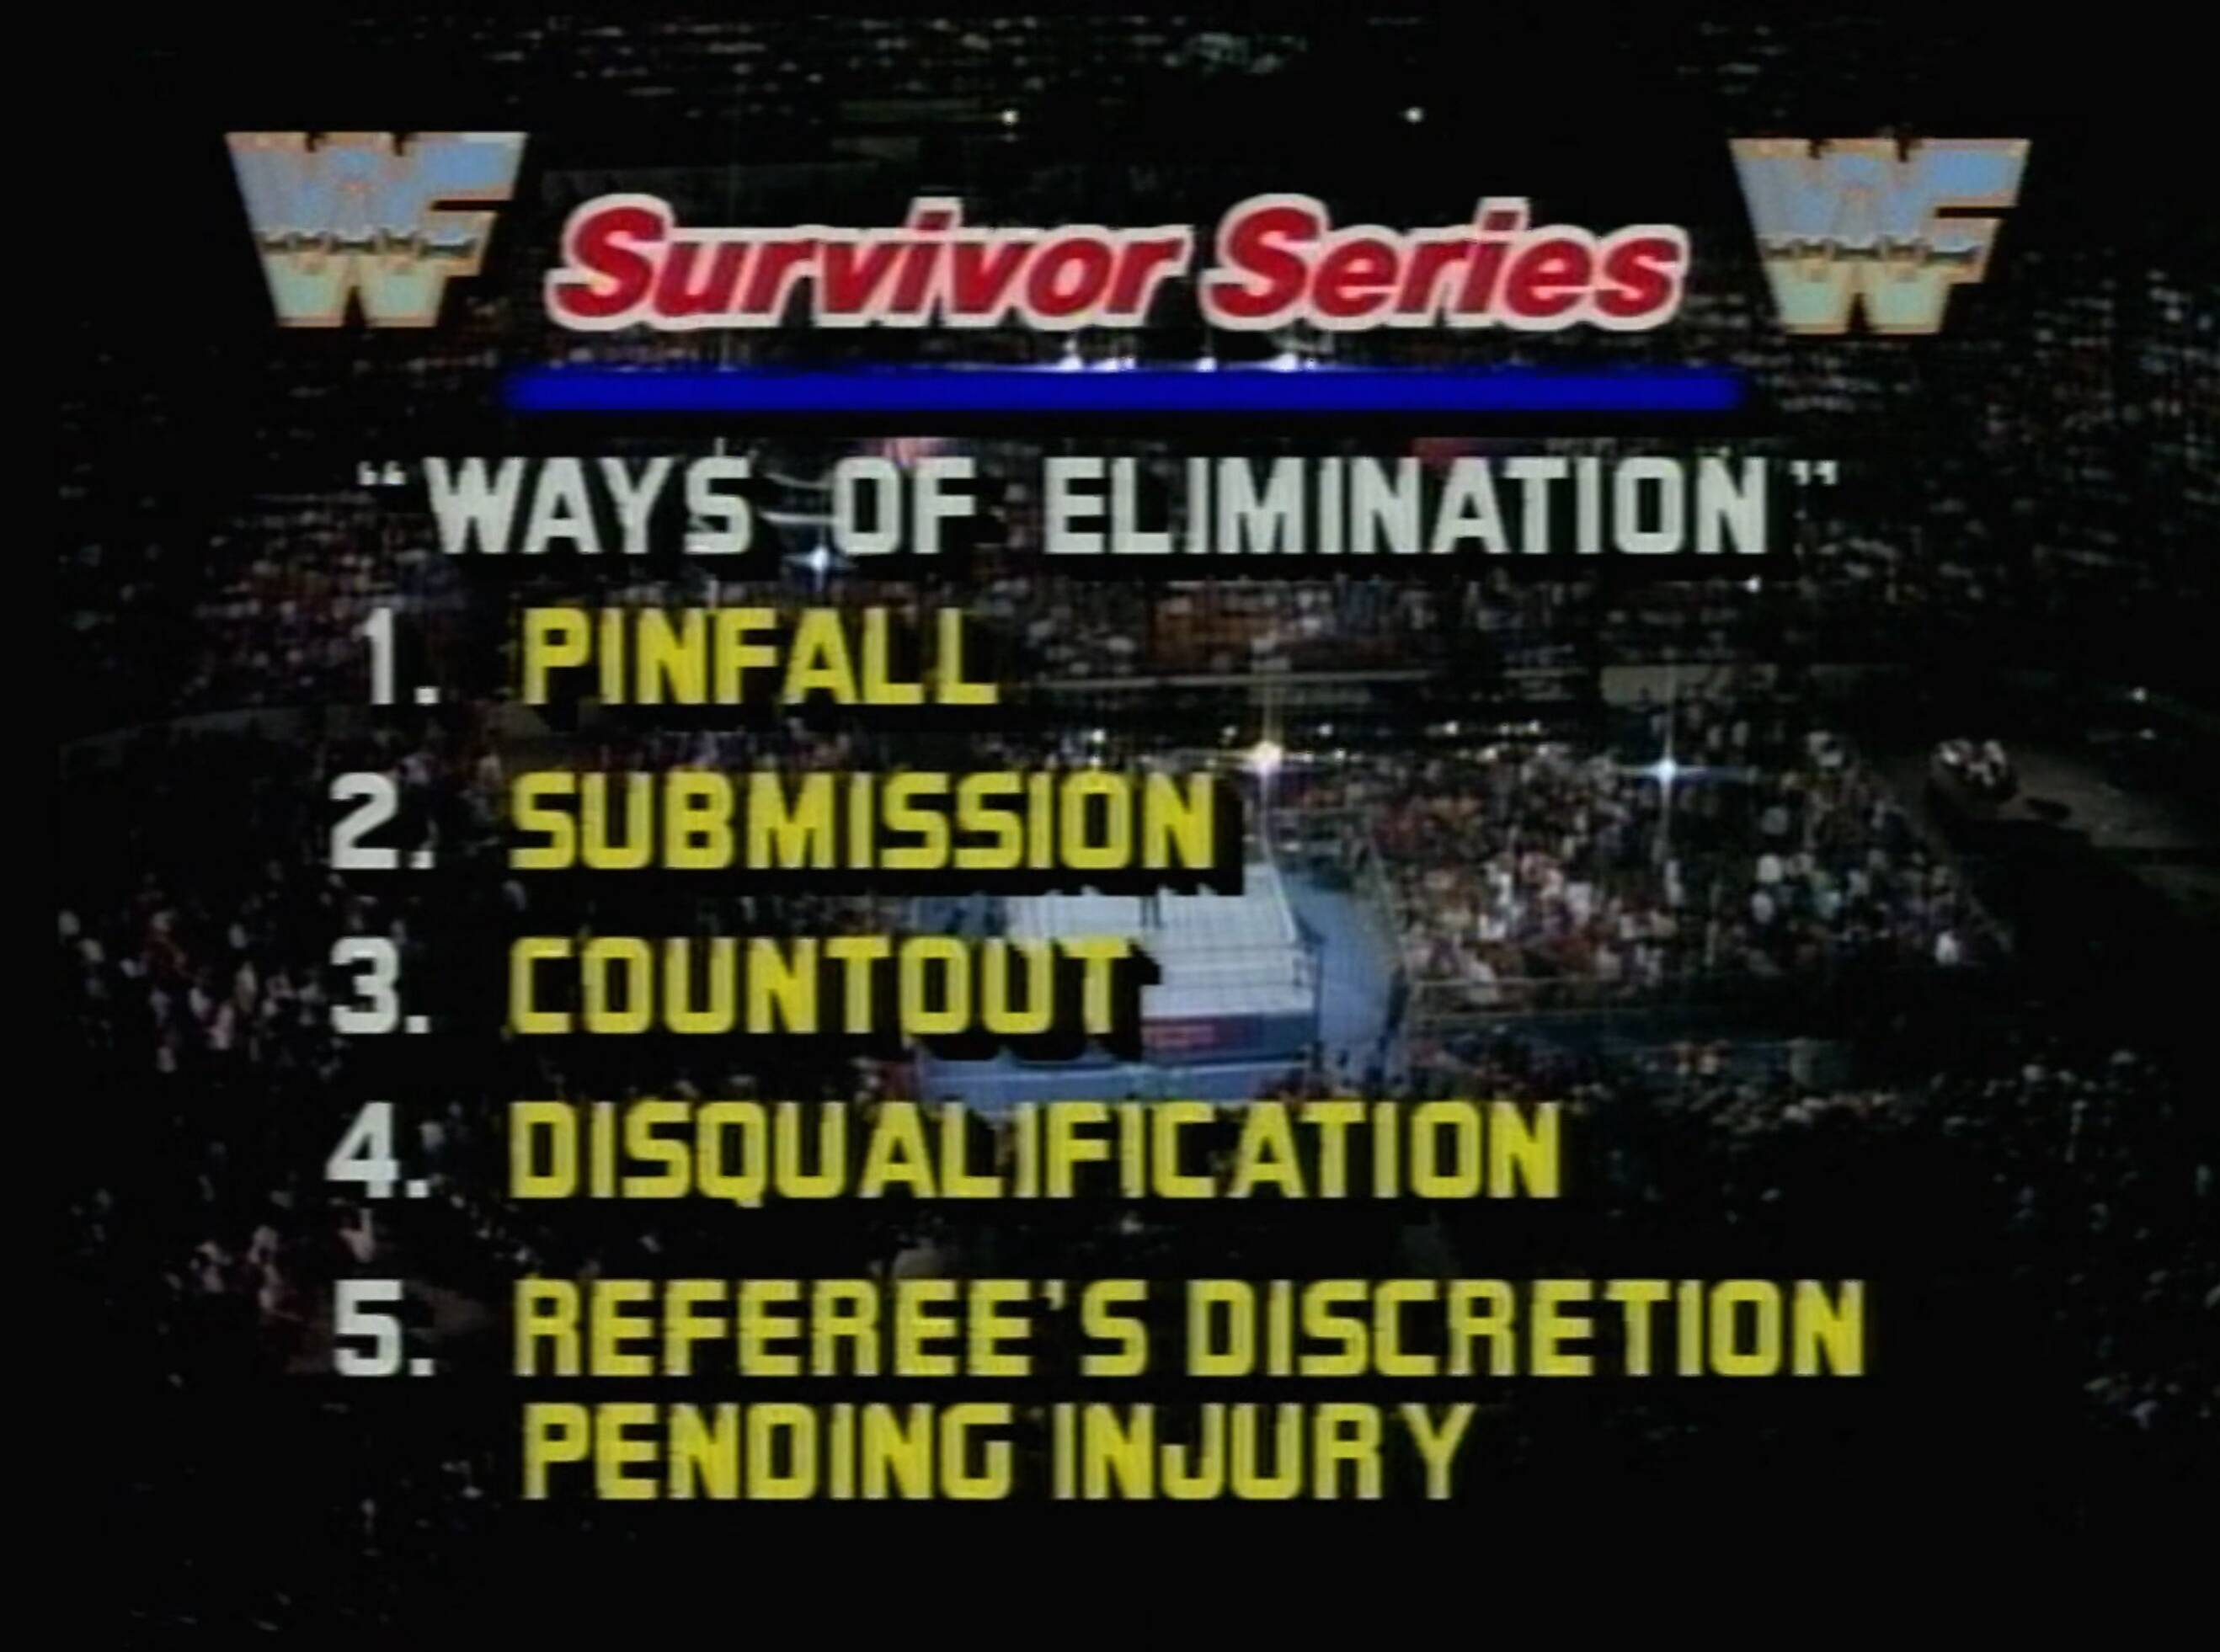 WF Survivor Series WF
“WAYS OF ELIMINATION”
1. PINFALL
2. SUBMISSION
3. COUNTOUT
4. DISQUALIFICATION
5. REFEREE'S DISCRETION
PENDING INJURY